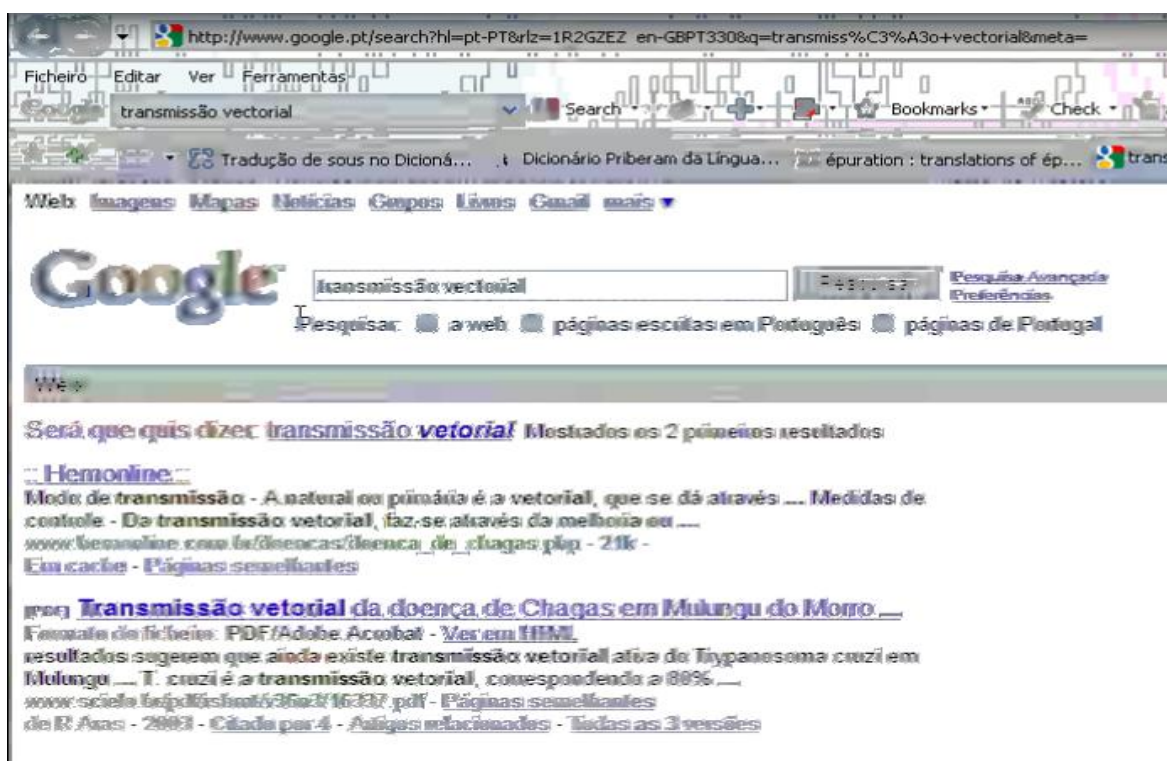 http://www.google.pt/search?hl=pt-PT&rlz=1R2GZEZ en-GBPT330&q=transmiss%C3%A3o+vectorial&meta=
Ficheiro Editar Ver Ferramentas
Google transmissão vectorial Search Bookmarks Check
Tradução de sous no Dicioná... Dicionário Priberam da Língua... épuration : translations of ép... trans
Web Imagens Mapas Notícias Grupos Livros Gmail mais ▼
Google transmissão vectorial Pesquisar Pesquisa Avançada
Preferências
Pesquisar: a web páginas escritas em Português páginas de Portugal
Web
Será que quis dizer: transmissão vetorial Mostrados os 2 primeiros resultados
::: Hemonline :::
Modo de transmissão - A natural ou primária é a vetorial, que se dá através .... Medidas de
controle - Da transmissão vetorial, faz-se através da melhoria ou ....
doenca_de_chagas.php - 21k -
Em cache - Páginas semelhantes
[PDF] Transmissão vetorial da doença de Chagas em Mulungu do Morro ....
Formato do ficheiro: PDF/Adobe Acrobat - Ver em HTML
resultados sugerem que ainda existe transmissão vetorial ativa do Trypanosoma cruzi em
Mulungu .... T. cruzi é a transmissão vetorial, correspondendo a 80% ....
pdf - Páginas semelhantes
de R - 2003 - Citado por 4 - Artigos relacionados - Todas as 3 versões